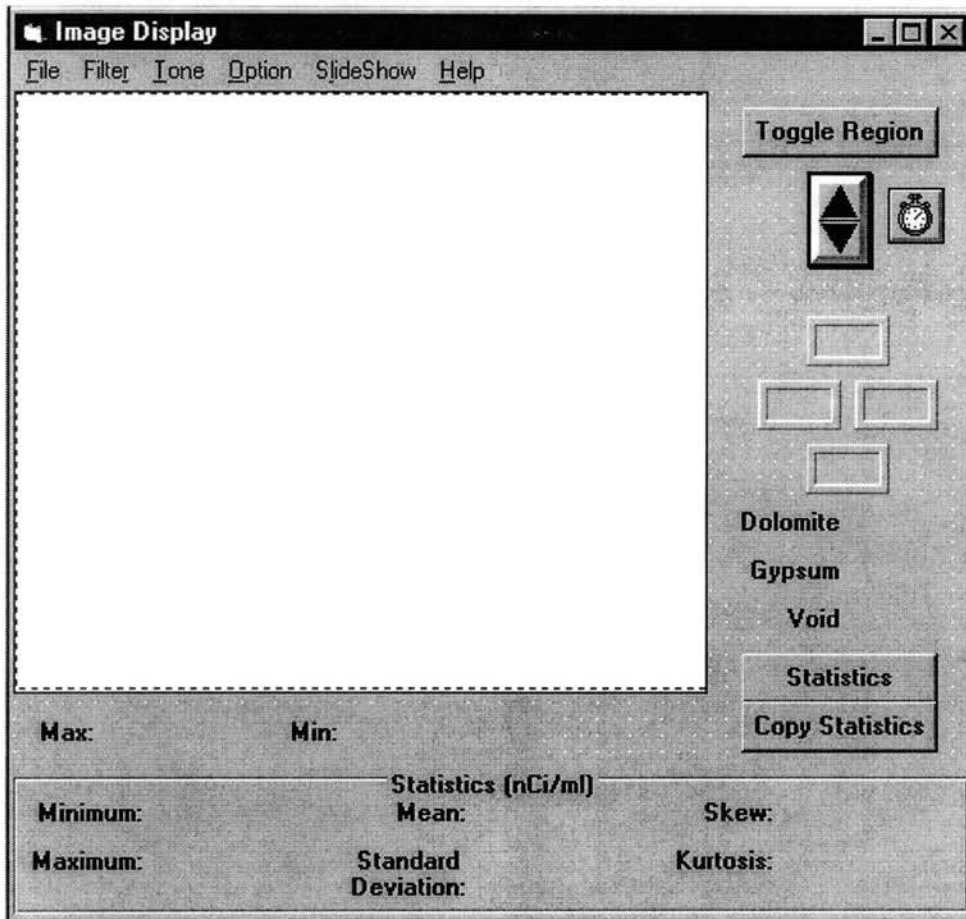 Image Display
File Filter Tone Option SlideShow Help
Toggle Region
Dolomite
Gypsum
Void
Statistics
Copy Statistics
Max: Min:
Statistics (nCi/ml)
Minimum: Mean: Skew:
Maximum: Standard Deviation: Kurtosis: